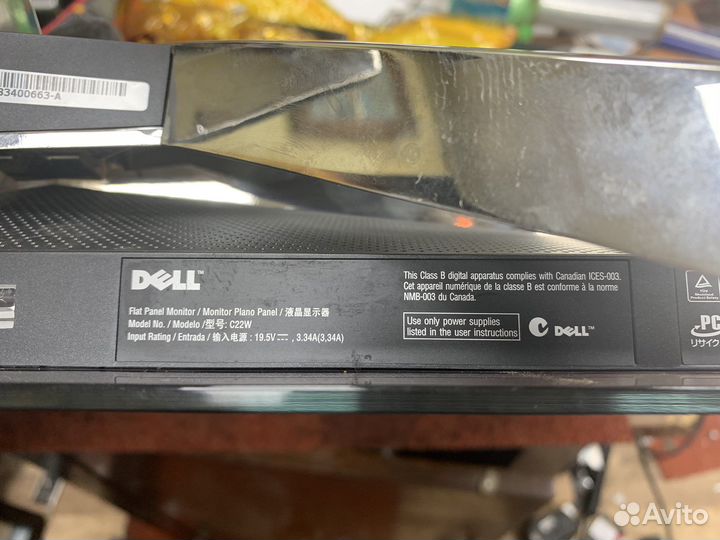 83400663-A
DELL™
Flat Panel Monitor / Monitor Plano Panel / 液晶显示器
Model No. / Modelo /型号: C22W
Input Rating / Entrada / 输入电源 : 19.5V ⎓ , 3.34A(3,34A)
This Class B digital apparatus complies with Canadian ICES-003.
Cet appareil numérique de la classe B est conforme à la norme
NMB-003 du Canada.
Use only power supplies
listed in the user instructions
DELL™
PC
リサイク
Avito